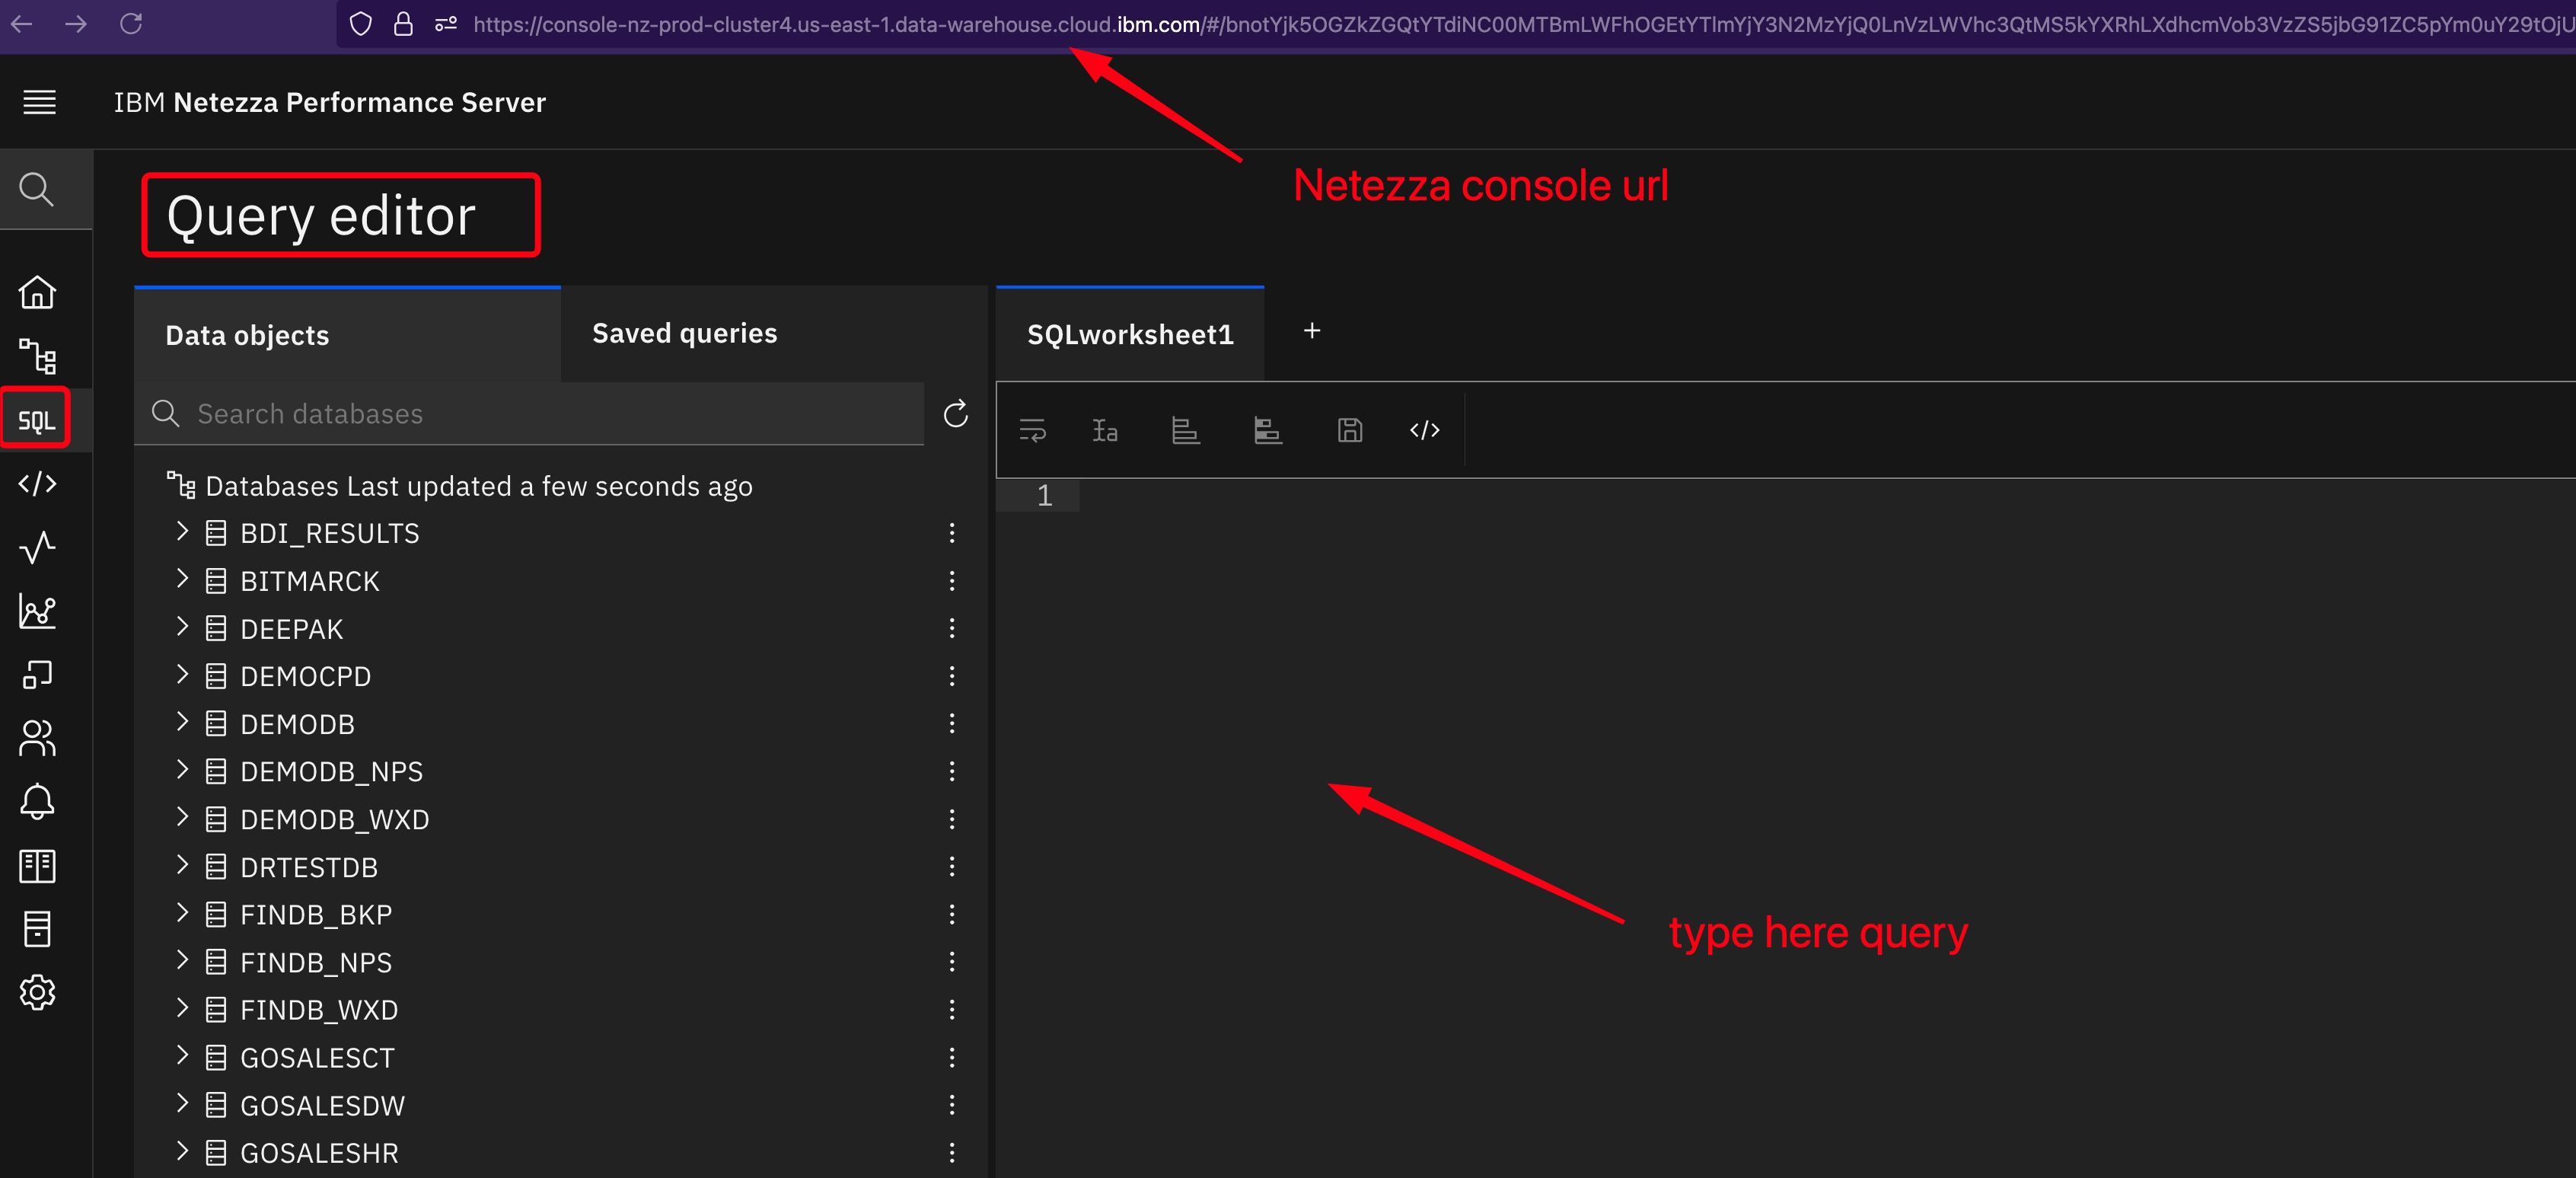 https://console-nz-prod-cluster4.us-east-1.data-warehouse.cloud.ibm.com/#/bnotYjk5OGZkZGQtYTdiNC00MTBmLWFhOGEtYTlmYjY3N2MzYjQ0LnVzLWVhc3QtMS5kYXRhLXdhcmVob3VzZS5jbG91ZC5pYm0uY29tOjU
IBM Netezza Performance Server
Netezza console url
Query editor
Data objects
Saved queries
SQLworksheet1
+
SQL
Search databases
Databases Last updated a few seconds ago
1
BDI_RESULTS
BITMARCK
DEEPAK
DEMOCPD
DEMODB
DEMODB_NPS
DEMODB_WXD
DRTESTDB
FINDB_BKP
type here query
FINDB_NPS
FINDB_WXD
GOSALESCT
GOSALESDW
GOSALESHR